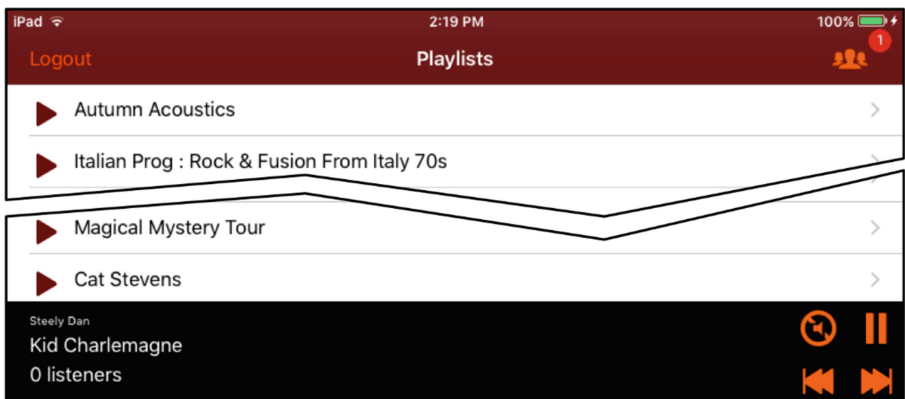 iPad 2:19 PM 100%
Logout Playlists 1
Autumn Acoustics
Italian Prog : Rock & Fusion From Italy 70s
Magical Mystery Tour
Cat Stevens
Steely Dan
Kid Charlemagne
0 listeners